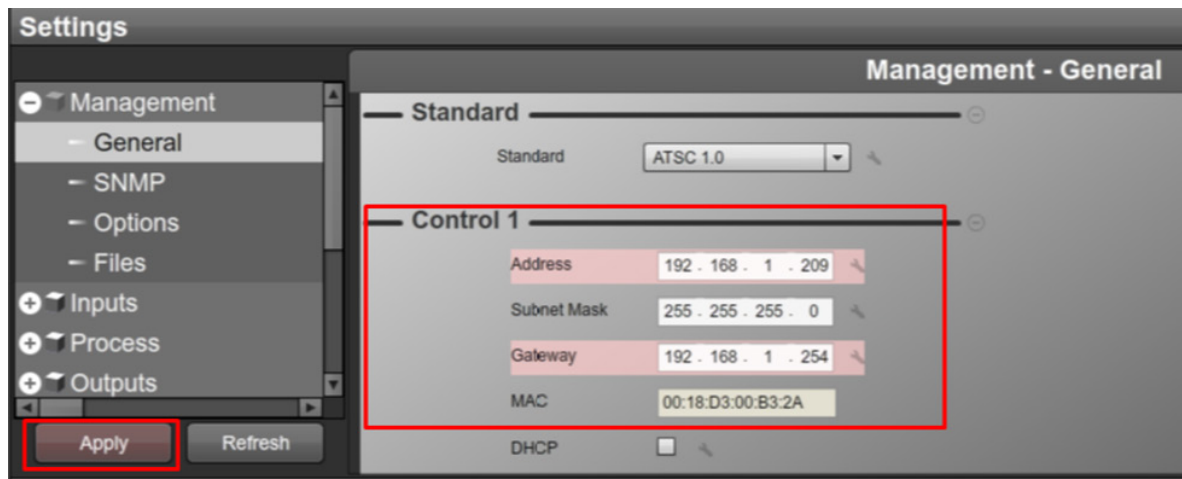 Settings
Management - General
Management
General
SNMP
Options
Files
Inputs
Process
Outputs
Apply
Refresh
Standard
Standard ATSC 1.0
Control 1
Address 192 . 168 . 1 . 209
Subnet Mask 255 . 255 . 255 . 0
Gateway 192 . 168 . 1 . 254
MAC 00:18:D3:00:B3:2A
DHCP